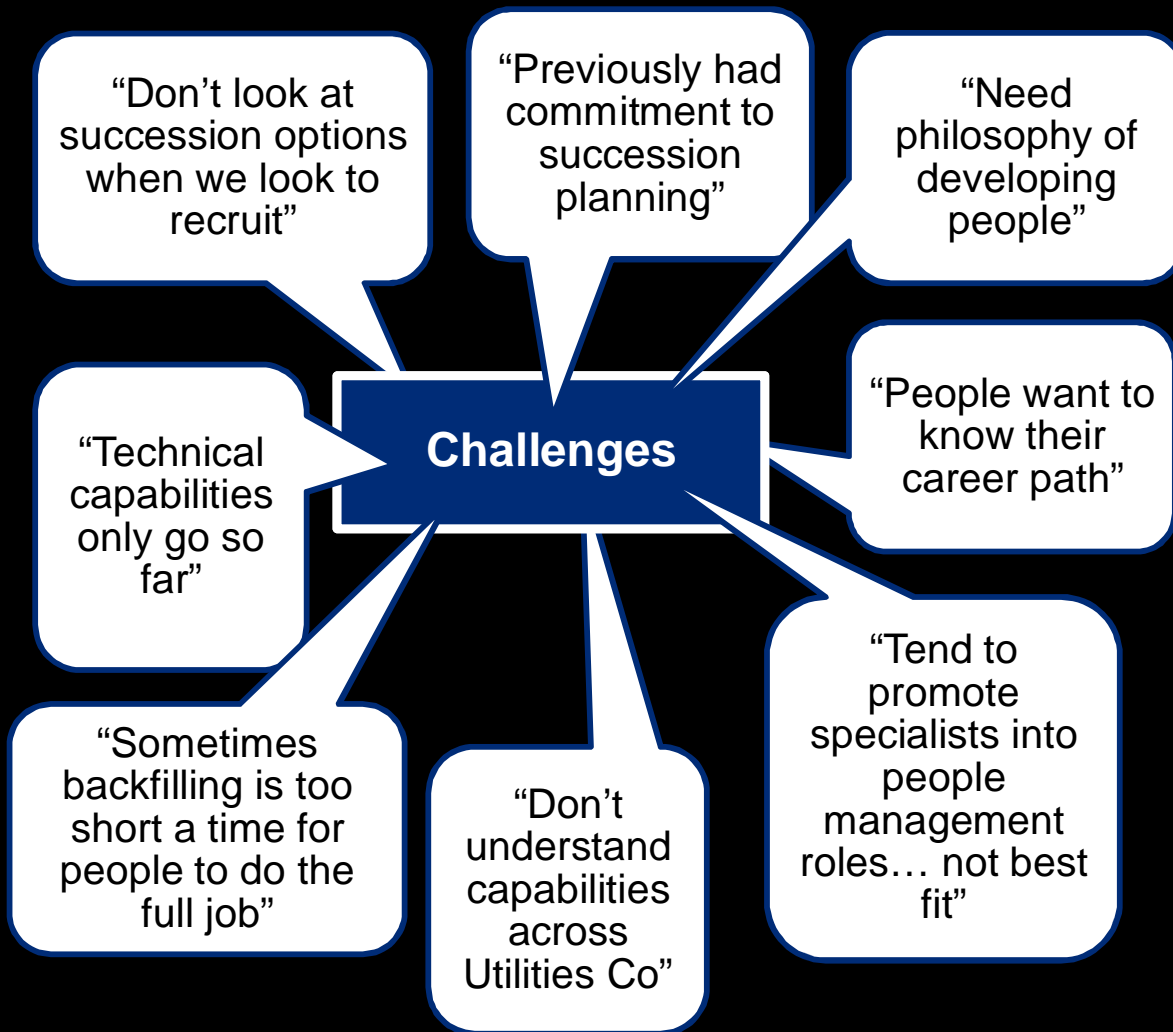 “Don’t look at
succession options
when we look to
recruit”
“Previously had
commitment to
succession
planning”
“Need
philosophy of
developing
people”
“Technical
capabilities
only go so
far”
Challenges
“People want to
know their
career path”
“Sometimes
backfilling is too
short a time for
people to do the
full job”
“Don’t
understand
capabilities
across
Utilities Co”
“Tend to
promote
specialists into
people
management
roles… not best
fit”